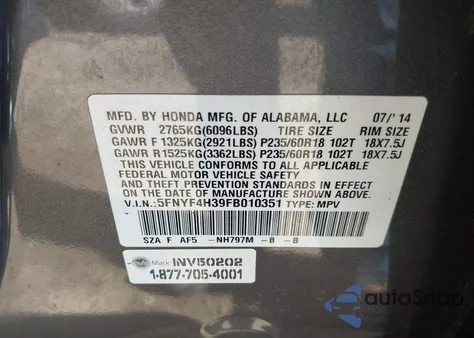 MFD. BY HONDA MFG. OF ALABAMA, LLC 07/'14
GVWR 2765KG(6096LBS) TIRE SIZE RIM SIZE
GAWR F 1325KG(2921LBS) P235/60R18 102T 18X7.5J
GAWR R1525KG(3362LBS) P235/60R18 102T 18X7.5J
THIS VEHICLE CONFORMS TO ALL APPLICABLE
FEDERAL MOTOR VEHICLE SAFETY STANDARDS IN
EFFECT ON THE DATE OF MANUFACTURE SHOWN ABOVE.
V.I.N.: 5FNYF4H39FB010351 TYPE: MPV
SZA F AF5 -NH797M -B -B
Mark INV50202
1-877-705-4001
autoSnap